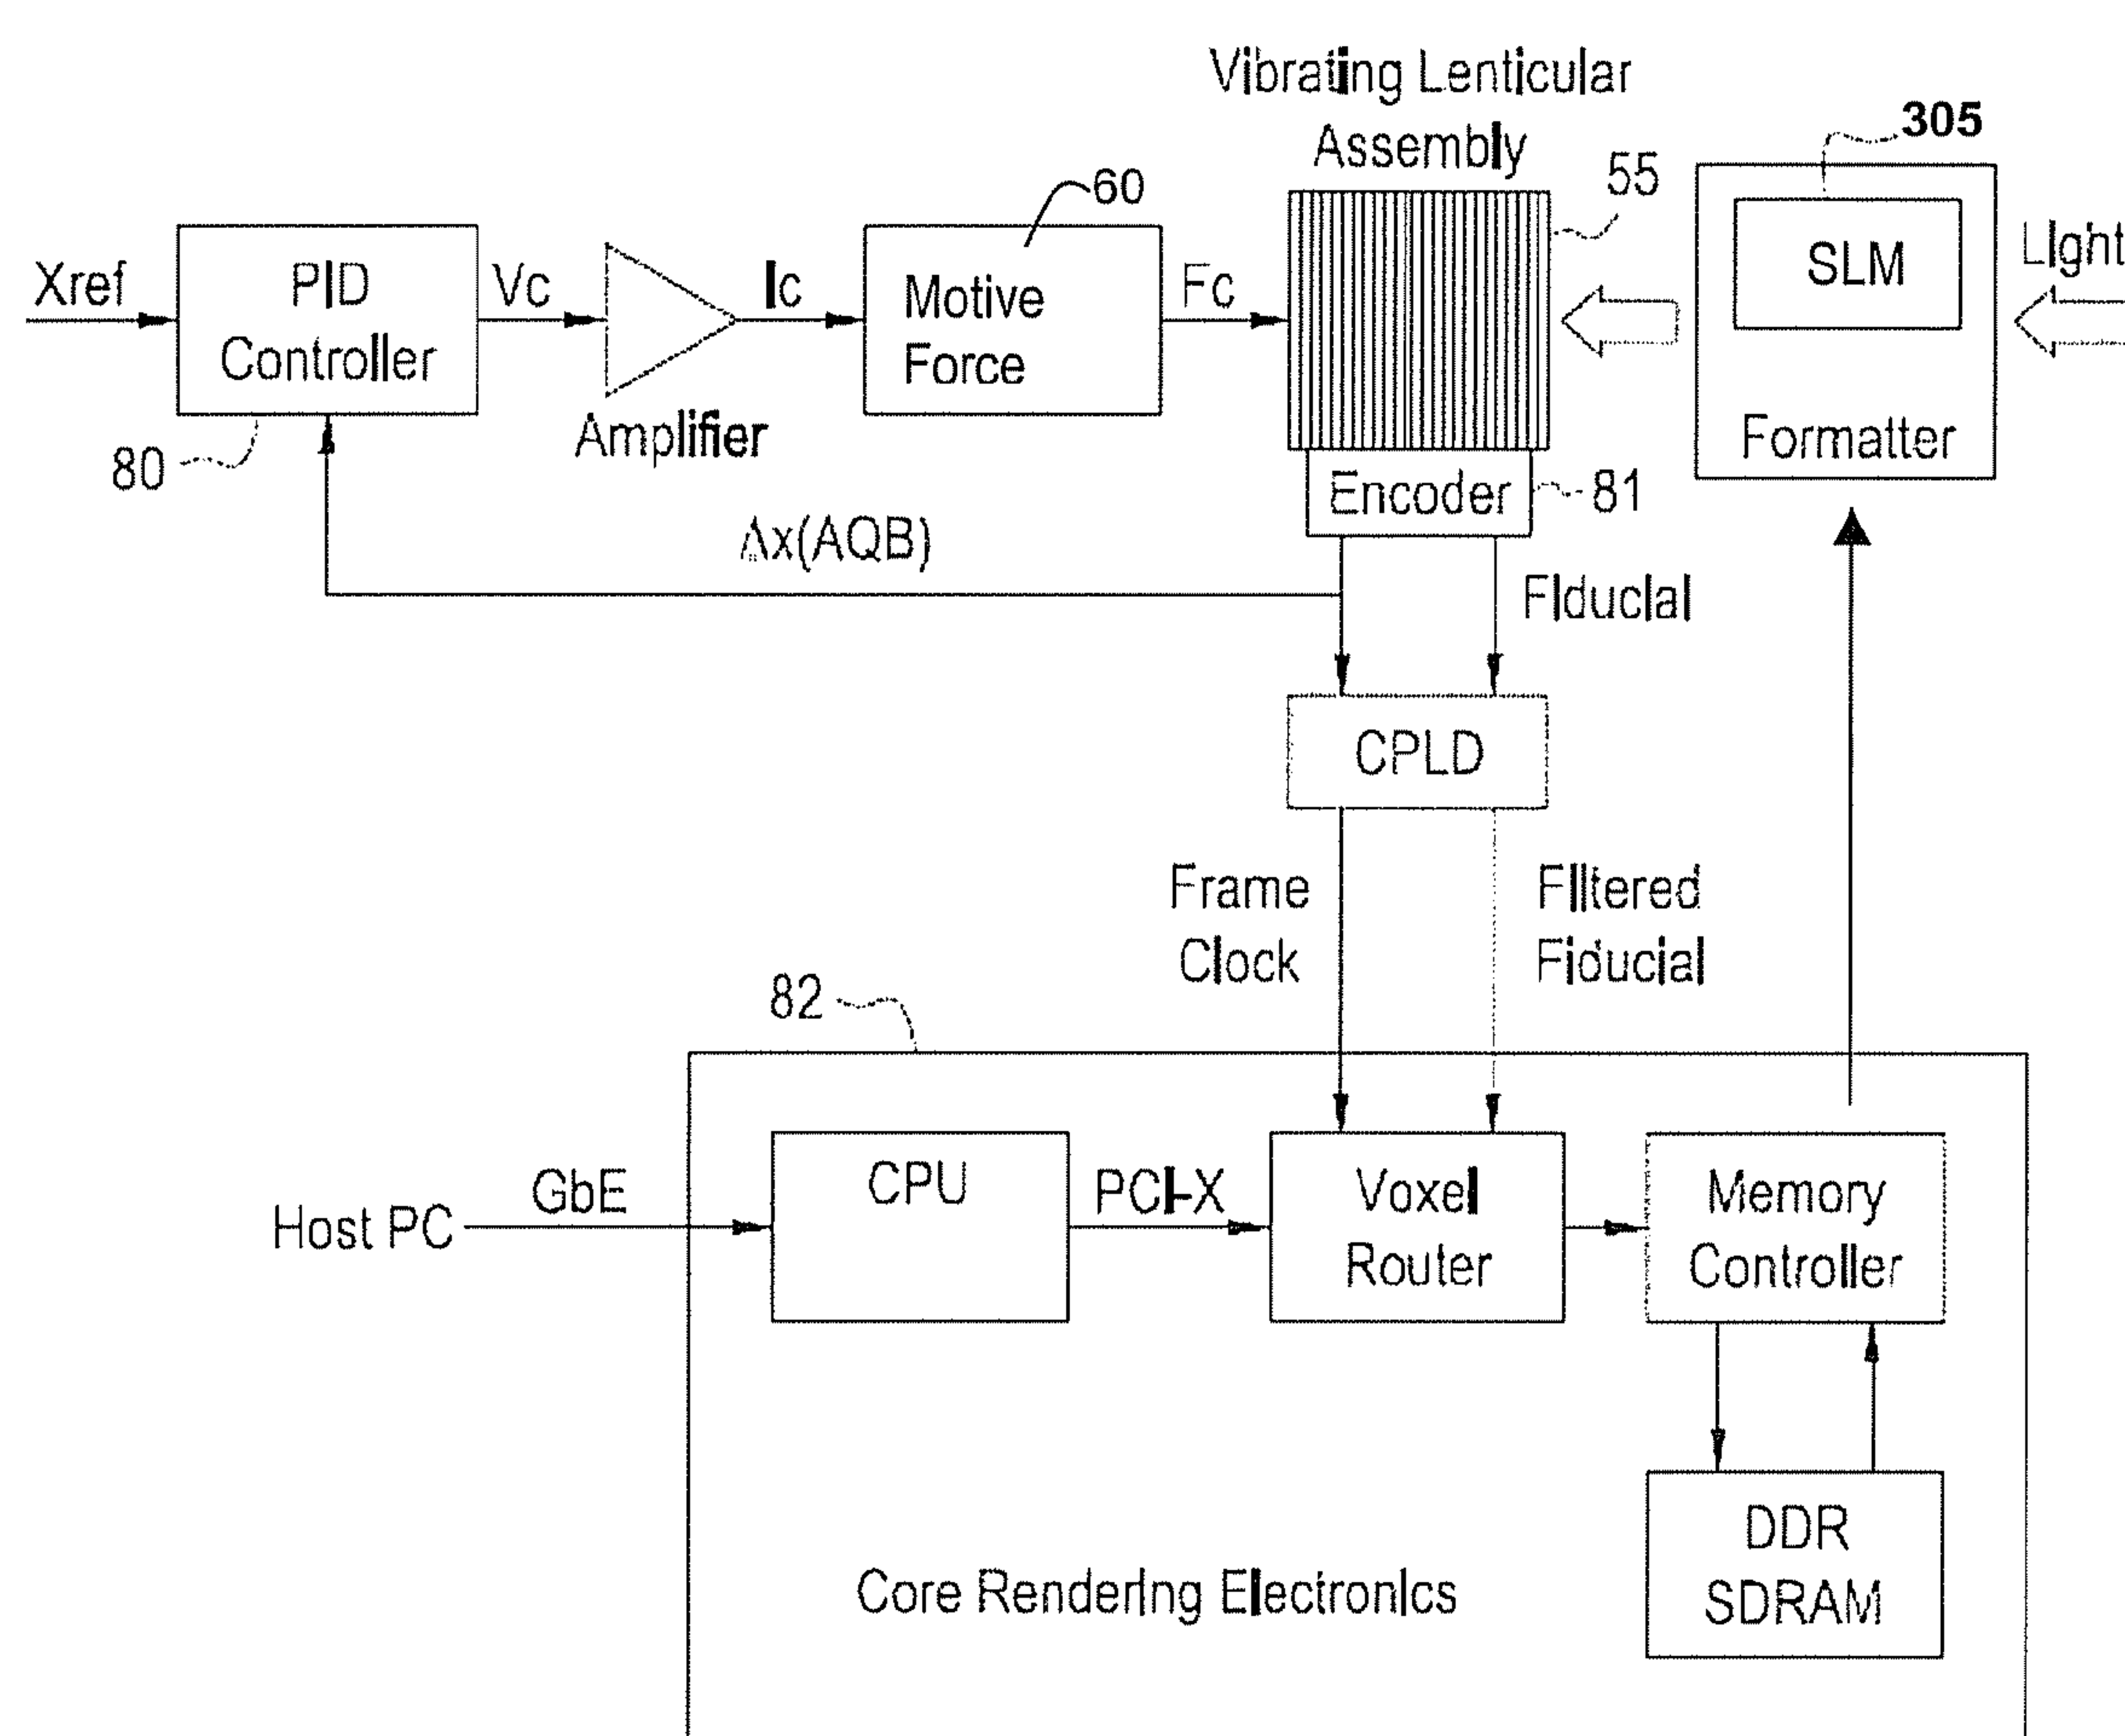 Vibrating Lenticular
Assembly
305
55
60
Xref
PID
Controller
Vc
Ic
Motive
Force
Fc
SLM
Light
Formatter
80
Amplifier
Encoder
81
Δx(AQB)
Fiducial
CPLD
Frame
Clock
Filtered
Fiducial
82
Host PC
GbE
CPU
PCI-X
Voxel
Router
Memory
Controller
DDR
SDRAM
Core Rendering Electronics